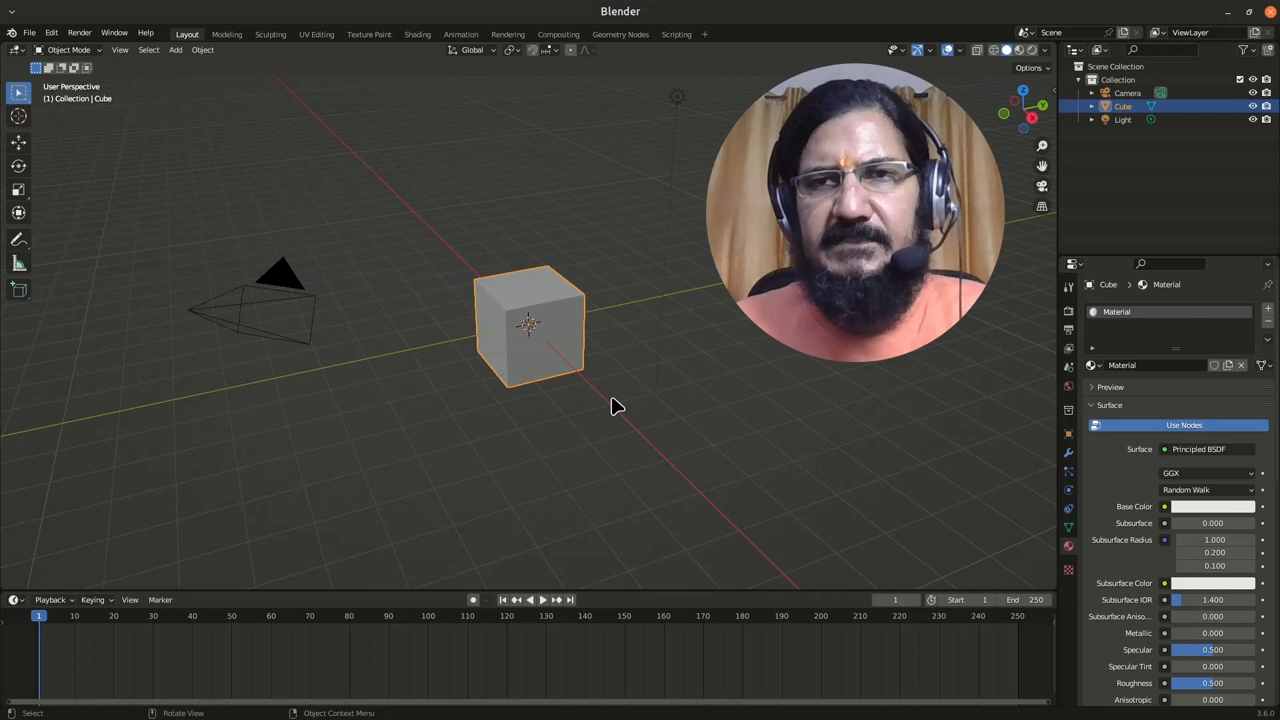 Blender
File Edit Render Window Help
Layout Modeling Sculpting UV Editing Texture Paint Shading Animation Rendering Compositing Geometry Nodes Scripting +
Scene
ViewLayer
Object Mode View Select Add Object
Global
Options
User Perspective
(1) Collection | Cube
Z
Y
X
Scene Collection
Collection
Camera
Cube
Light
Cube > Material
Material
Material
Preview
Surface
Use Nodes
Surface Principled BSDF
GGX
Random Walk
Base Color
Subsurface 0.000
Subsurface Radius 1.000
0.200
0.100
Subsurface Color
Subsurface IOR 1.400
Subsurface Aniso... 0.000
Metallic 0.000
Specular 0.500
Specular Tint 0.000
Roughness 0.500
Anisotropic 0.000
Playback Keying View Marker
1 Start 1 End 250
1 10 20 30 40 50 60 70 80 90 100 110 120 130 140 150 160 170 180 190 200 210 220 230 240 250
Select Rotate View Object Context Menu
3.6.0